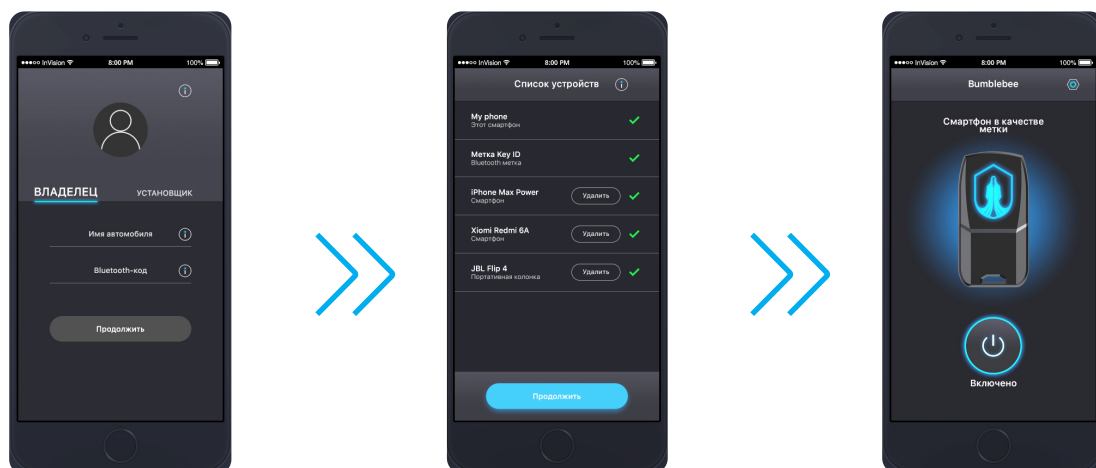 ●●●●○ InVision 8:00 PM 100%
ВЛАДЕЛЕЦ УСТАНОВЩИК
Имя автомобиля
Bluetooth-код
Продолжить
●●●●○ InVision 8:00 PM 100%
Список устройств
My phone
Этот смартфон
Метка Key ID
Bluetooth метка
iPhone Max Power
Смартфон
Удалить
Xiomi Redmi 6A
Смартфон
Удалить
JBL Flip 4
Портативная колонка
Удалить
Продолжить
●●●●○ InVision 8:00 PM 100%
Bumblebee
Смартфон в качестве
метки
Включено